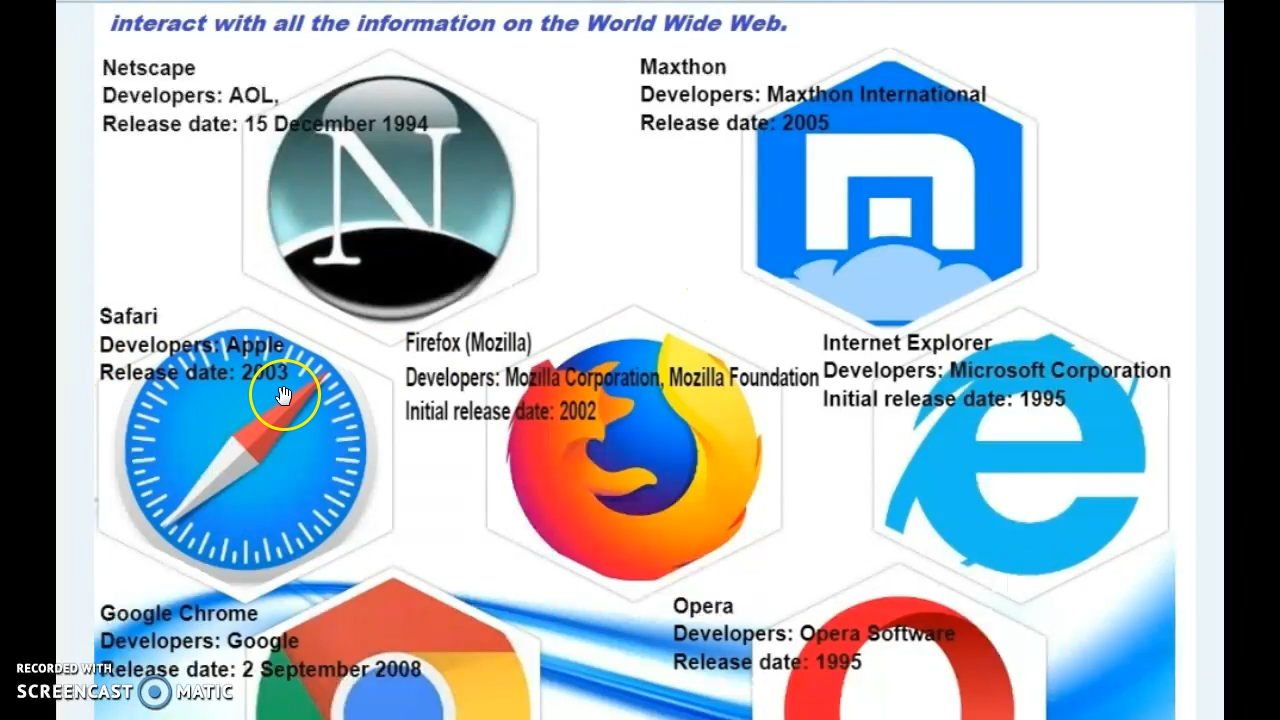 interact with all the information on the World Wide Web.
Netscape
Developers: AOL,
Release date: 15 December 1994
Maxthon
Developers: Maxthon International
Release date: 2005
Safari
Developers: Apple
Release date: 2003
Firefox (Mozilla)
Developers: Mozilla Corporation, Mozilla Foundation
Initial release date: 2002
Internet Explorer
Developers: Microsoft Corporation
Initial release date: 1995
Google Chrome
Developers: Google
Release date: 2 September 2008
Opera
Developers: Opera Software
Release date: 1995
RECORDED WITH
SCREENCAST MATIC